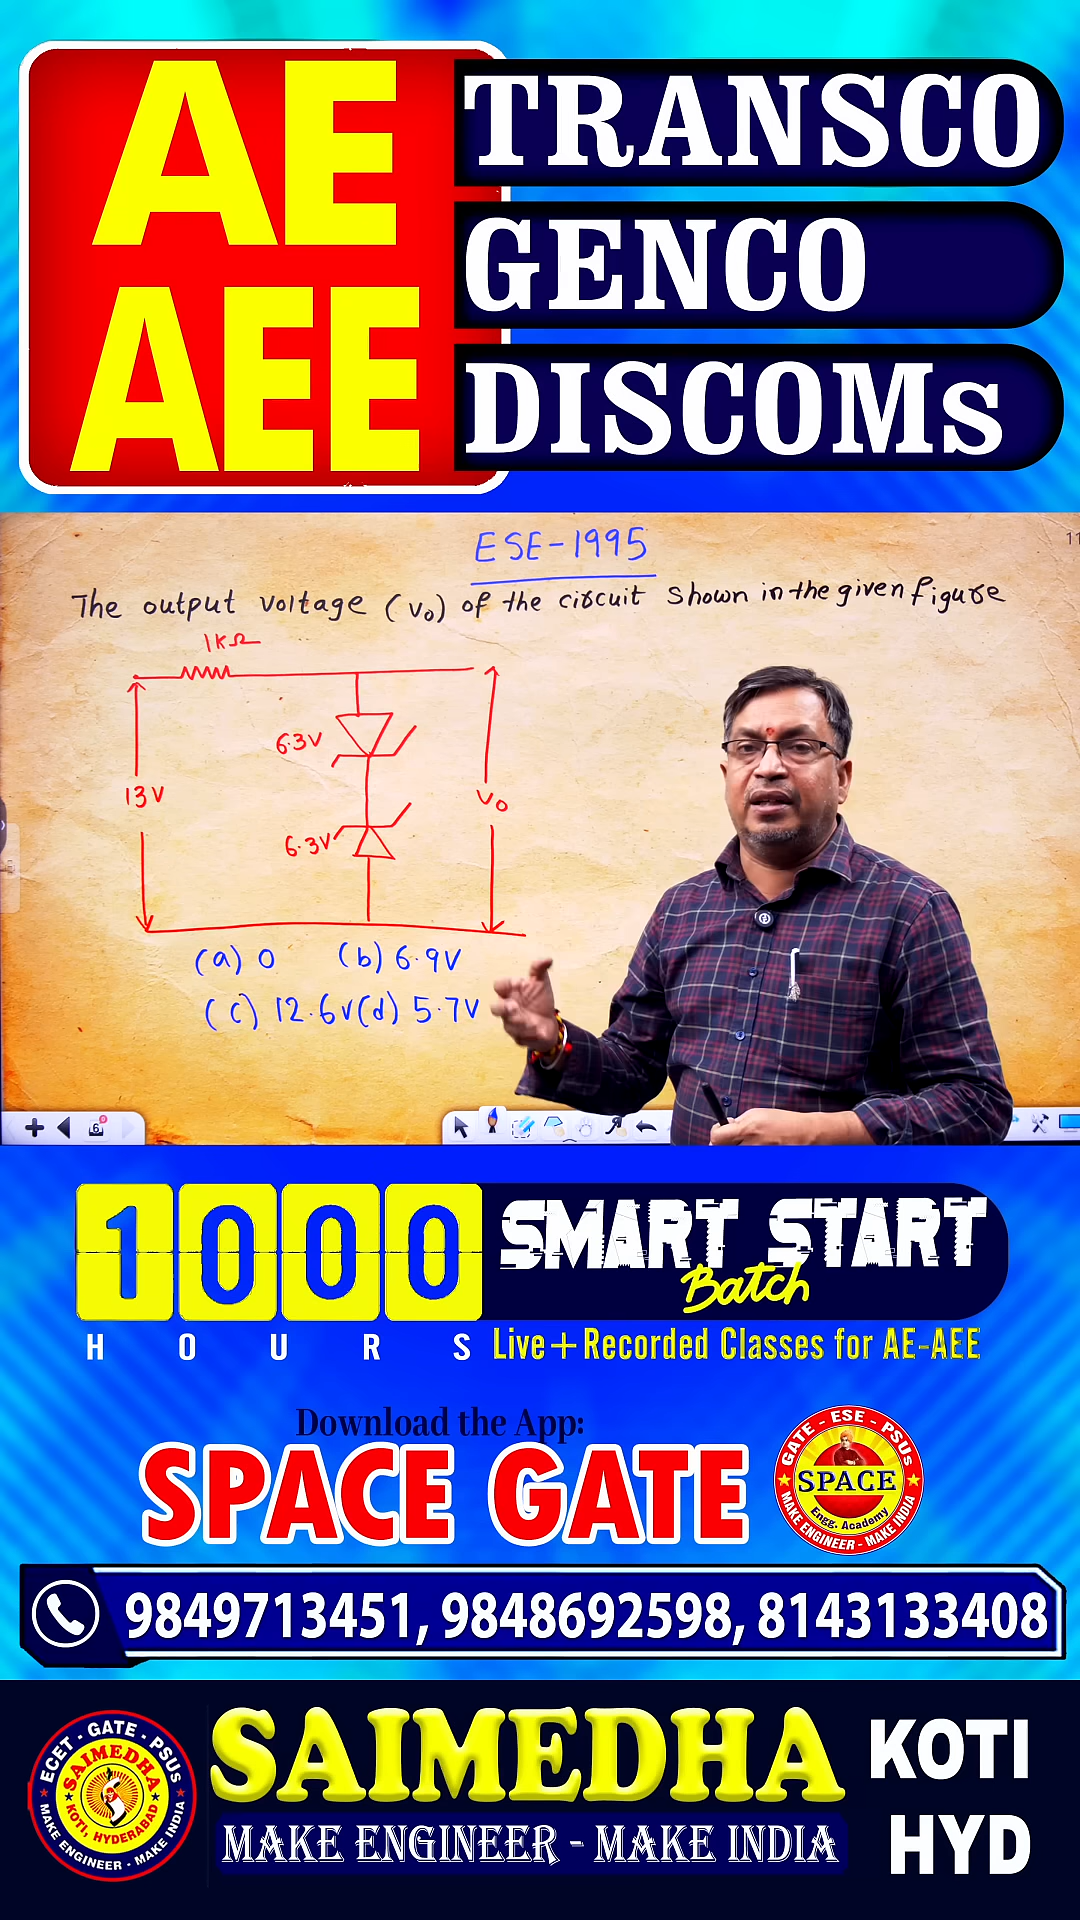 AE
AEE
TRANSCO
GENCO
DISCOMs
ESE-1995
11
The output voltage (v₀) of the circuit shown in the given figure
1KΩ
6.3V
13V
V₀
6.3V
(a) 0 (b) 6.9V
(c) 12.6V (d) 5.7V
6
1000
HOURS
SMART START
Batch
Live+Recorded Classes for AE-AEE
Download the App:
SPACE GATE
GATE - ESE - PSUs
SPACE
Engg. Academy
MAKE ENGINEER - MAKE INDIA
9849713451, 9848692598, 8143133408
ECET - GATE - PSUs
SAIMEDHA
KOTI, HYDERABAD
MAKE ENGINEER - MAKE INDIA
SAIMEDHA
MAKE ENGINEER - MAKE INDIA
KOTI
HYD